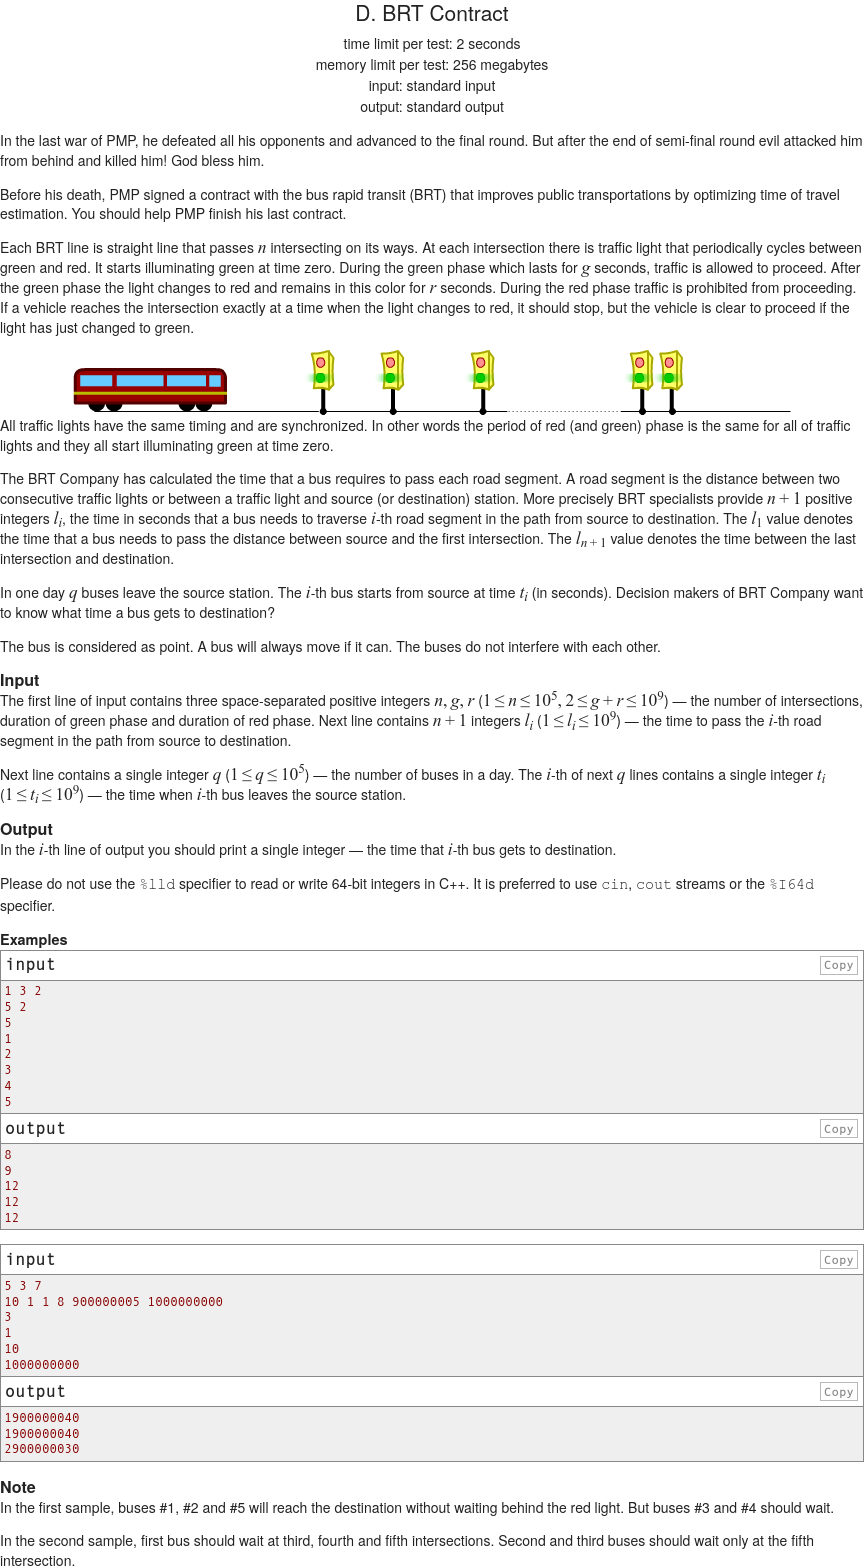 D. BRT Contract
time limit per test: 2 seconds
memory limit per test: 256 megabytes
input: standard input
output: standard output
In the last war of PMP, he defeated all his opponents and advanced to the final round. But after the end of semi-final round evil attacked him
from behind and killed him! God bless him.
Before his death, PMP signed a contract with the bus rapid transit (BRT) that improves public transportations by optimizing time of travel
estimation. You should help PMP finish his last contract.
Each BRT line is straight line that passes n intersecting on its ways. At each intersection there is traffic light that periodically cycles between
green and red. It starts illuminating green at time zero. During the green phase which lasts for g seconds, traffic is allowed to proceed. After
the green phase the light changes to red and remains in this color for r seconds. During the red phase traffic is prohibited from proceeding.
If a vehicle reaches the intersection exactly at a time when the light changes to red, it should stop, but the vehicle is clear to proceed if the
light has just changed to green.
All traffic lights have the same timing and are synchronized. In other words the period of red (and green) phase is the same for all of traffic
lights and they all start illuminating green at time zero.
The BRT Company has calculated the time that a bus requires to pass each road segment. A road segment is the distance between two
consecutive traffic lights or between a traffic light and source (or destination) station. More precisely BRT specialists provide n + 1 positive
integers l_i, the time in seconds that a bus needs to traverse i-th road segment in the path from source to destination. The l_1 value denotes
the time that a bus needs to pass the distance between source and the first intersection. The l_{n + 1} value denotes the time between the last
intersection and destination.
In one day q buses leave the source station. The i-th bus starts from source at time t_i (in seconds). Decision makers of BRT Company want
to know what time a bus gets to destination?
The bus is considered as point. A bus will always move if it can. The buses do not interfere with each other.
Input
The first line of input contains three space-separated positive integers n, g, r (1 ≤ n ≤ 10^5, 2 ≤ g + r ≤ 10^9) — the number of intersections,
duration of green phase and duration of red phase. Next line contains n + 1 integers l_i (1 ≤ l_i ≤ 10^9) — the time to pass the i-th road
segment in the path from source to destination.
Next line contains a single integer q (1 ≤ q ≤ 10^5) — the number of buses in a day. The i-th of next q lines contains a single integer t_i
(1 ≤ t_i ≤ 10^9) — the time when i-th bus leaves the source station.
Output
In the i-th line of output you should print a single integer — the time that i-th bus gets to destination.
Please do not use the %lld specifier to read or write 64-bit integers in C++. It is preferred to use cin, cout streams or the %I64d
specifier.
Examples
input Copy
1 3 2
5 2
5
1
2
3
4
5
output Copy
8
9
12
12
12
input Copy
5 3 7
10 1 1 8 900000005 1000000000
3
1
10
1000000000
output Copy
1900000040
1900000040
2900000030
Note
In the first sample, buses #1, #2 and #5 will reach the destination without waiting behind the red light. But buses #3 and #4 should wait.
In the second sample, first bus should wait at third, fourth and fifth intersections. Second and third buses should wait only at the fifth
intersection.